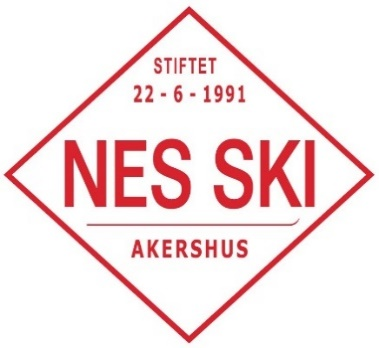 STIFTET
22 - 6 - 1991
NES SKI
AKERSHUS